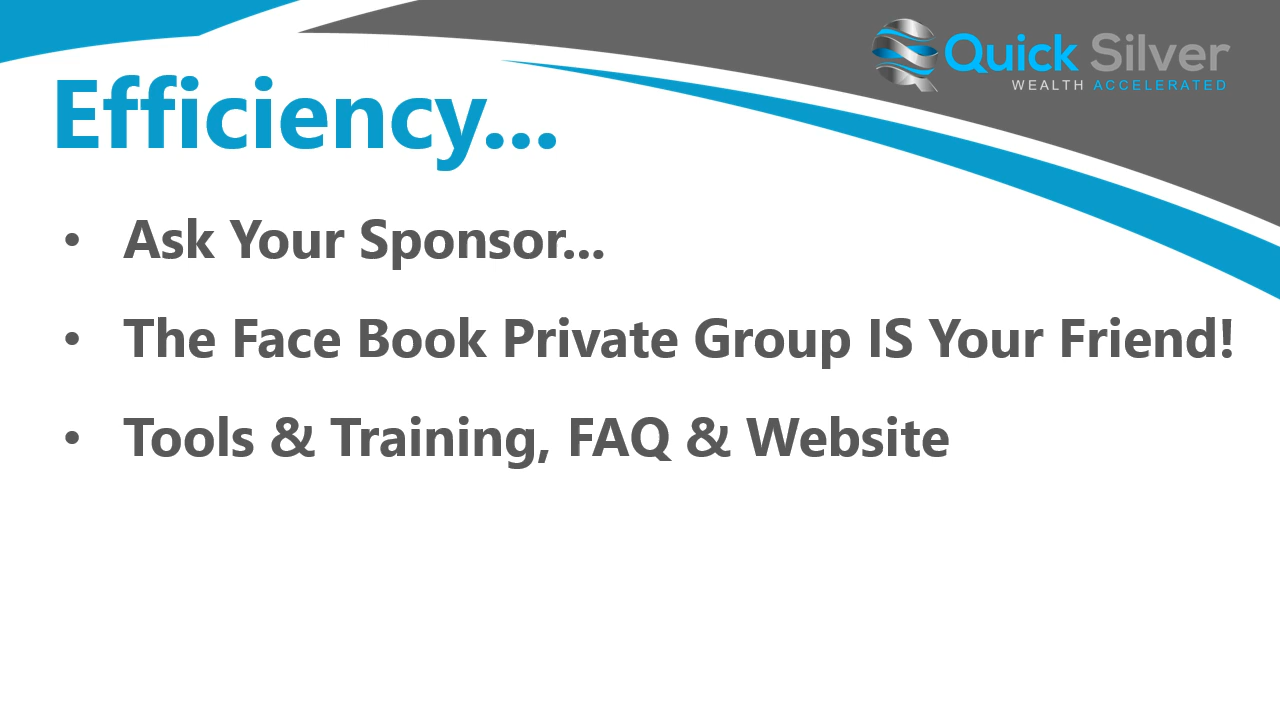 Quick Silver
WEALTH ACCELERATED
Efficiency...
• Ask Your Sponsor...
• The Face Book Private Group IS Your Friend!
• Tools & Training, FAQ & Website